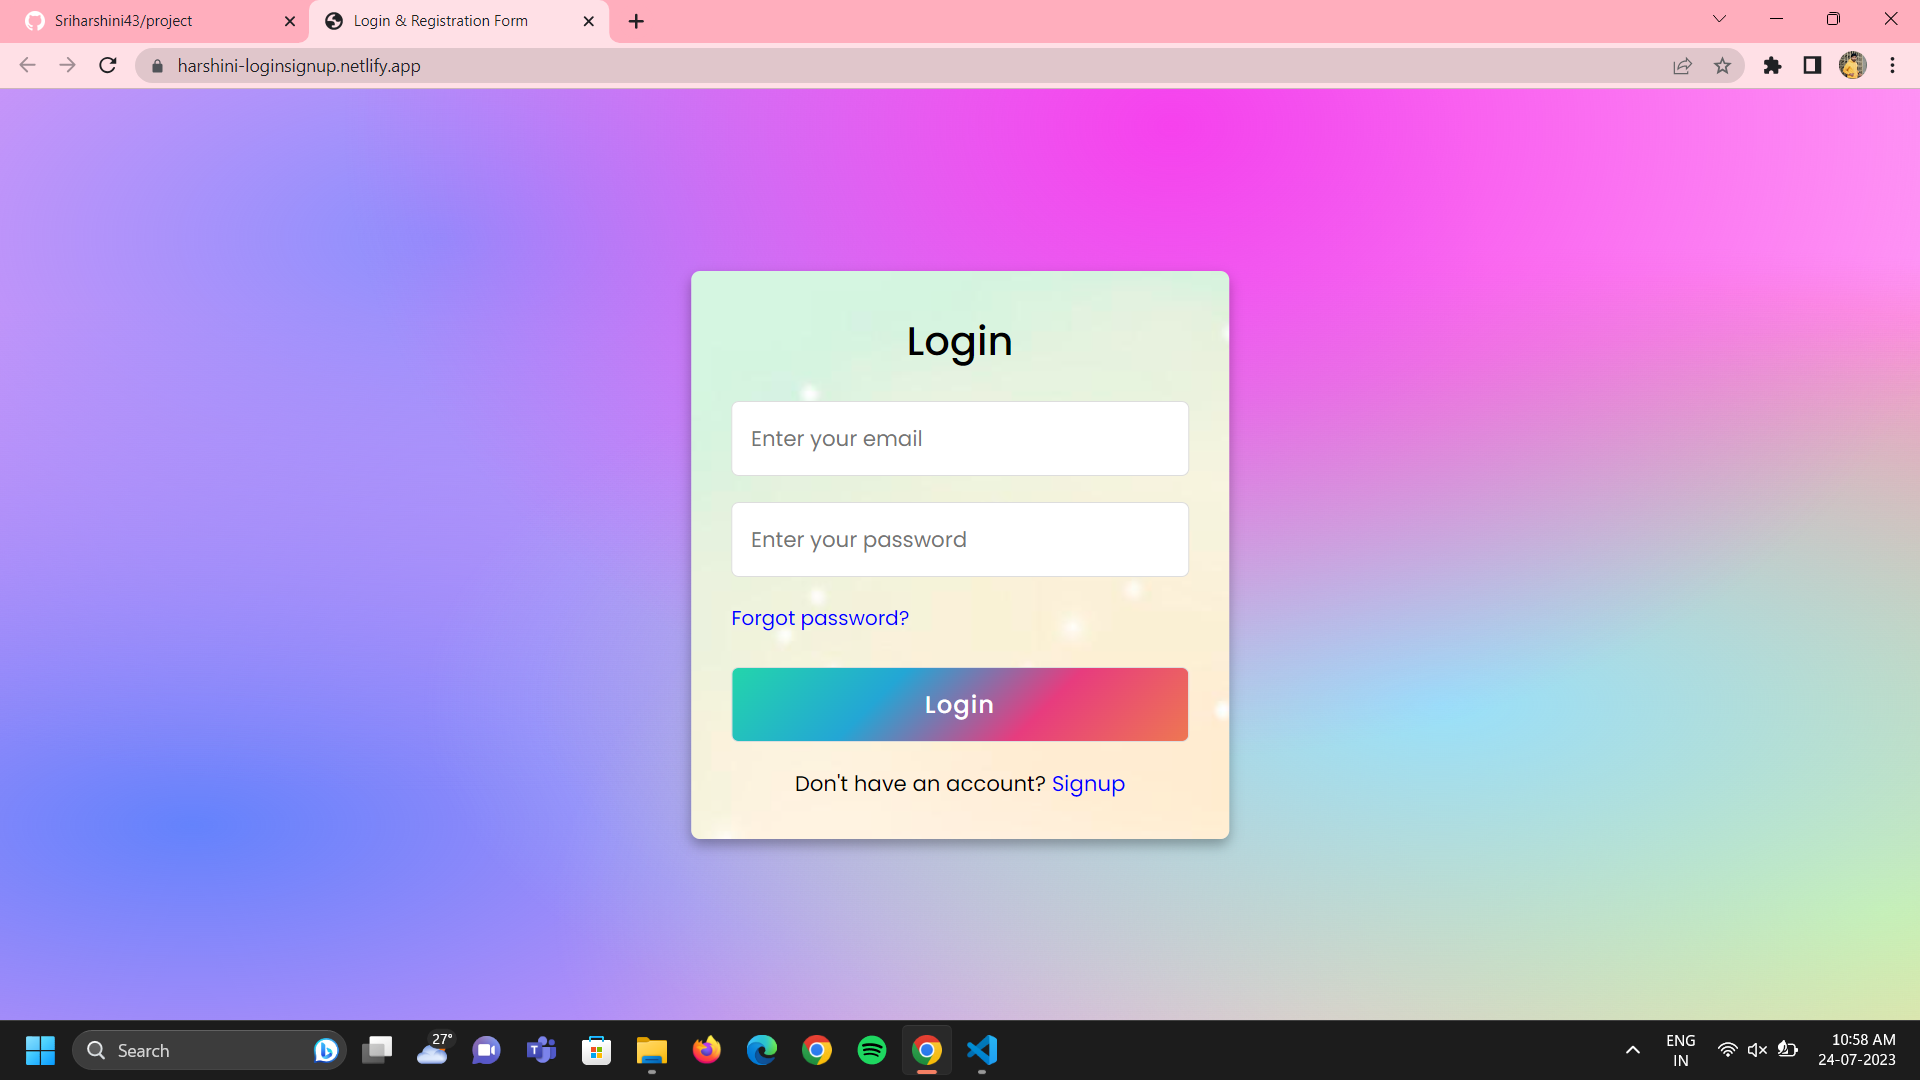 Sriharshini43/project
Login & Registration Form
harshini-loginsignup.netlify.app
Login
Enter your email
Enter your password
Forgot password?
Login
Don't have an account? Signup
Search
27°
ENG
IN
10:58 AM
24-07-2023